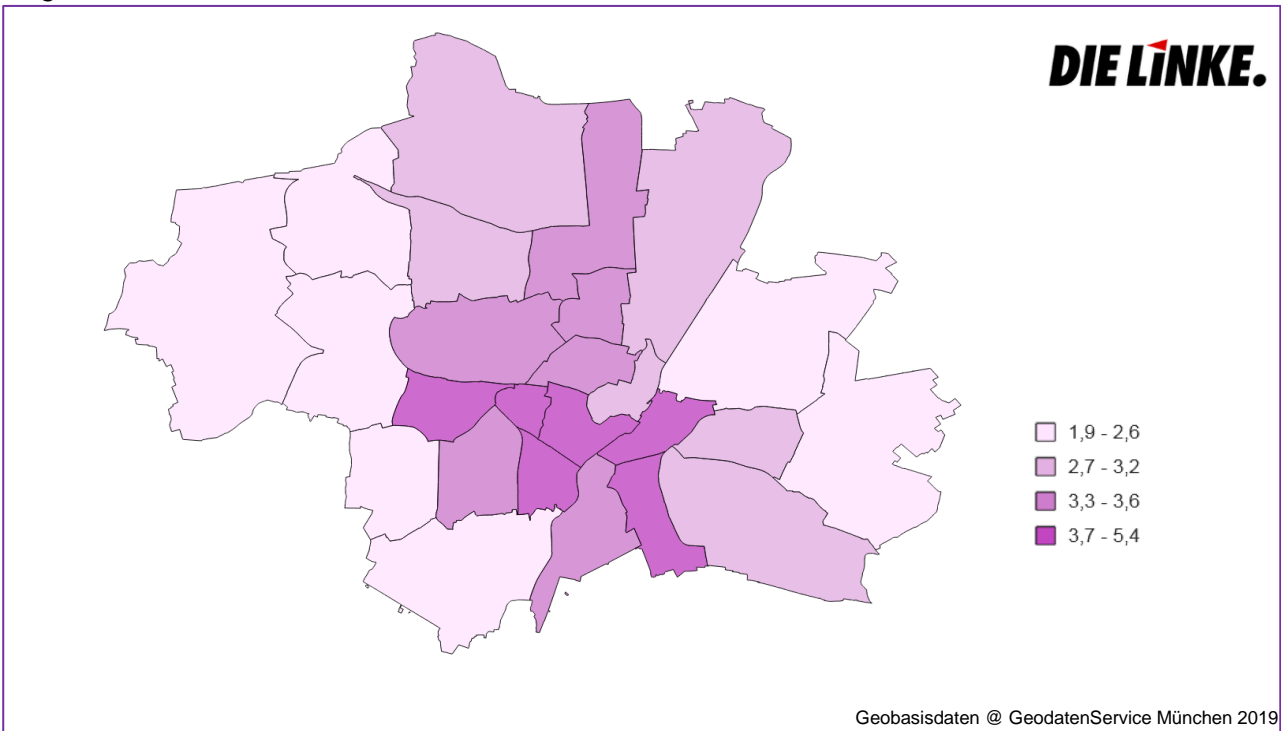 DIE LINKE.
1,9 - 2,6
2,7 - 3,2
3,3 - 3,6
3,7 - 5,4
Geobasisdaten @ GeodatenService München 2019